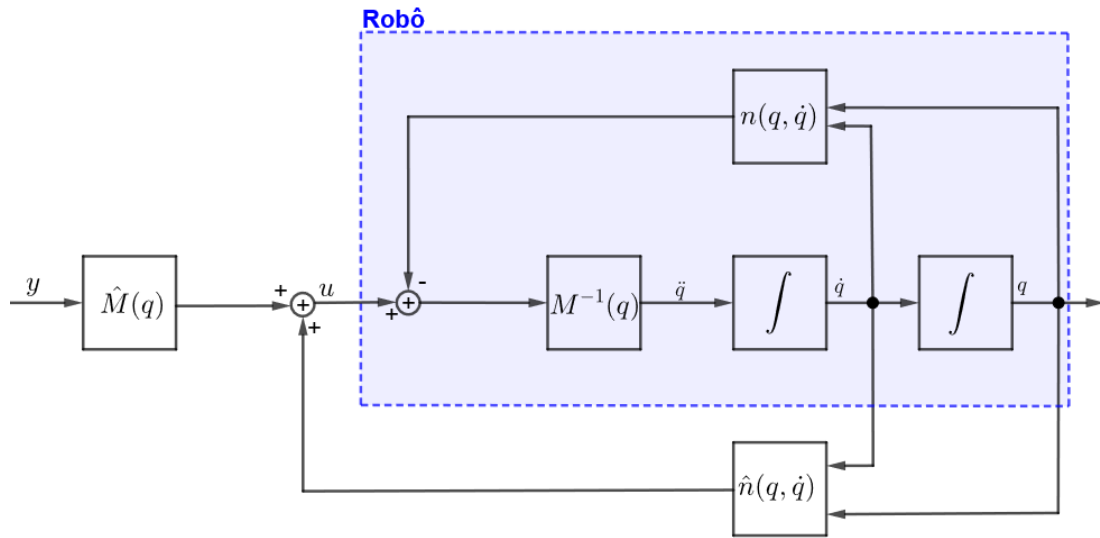 Robô
n(q, q̇)
-
y
M̂(q)
+
+
u
+
+
+
M⁻¹(q)
q̈
∫
q̇
∫
q
+
n̂(q, q̇)